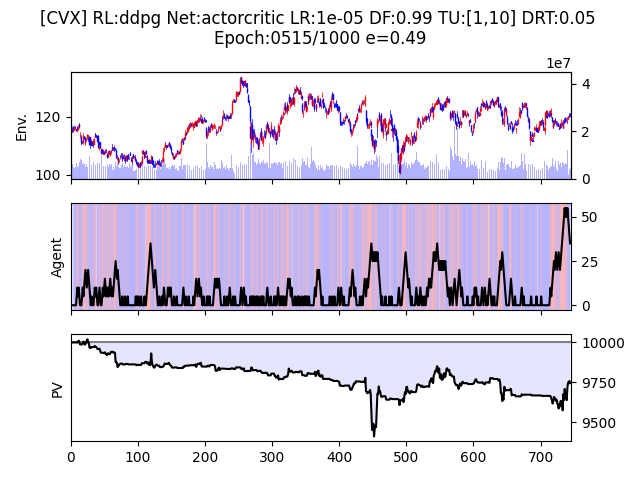 [CVX] RL:ddpg Net:actorcritic LR:1e-05 DF:0.99 TU:[1,10] DRT:0.05
Epoch:0515/1000 e=0.49
1e7
Env.
120
100
4
2
0
Agent
50
25
0
PV
10000
9750
9500
0 100 200 300 400 500 600 700